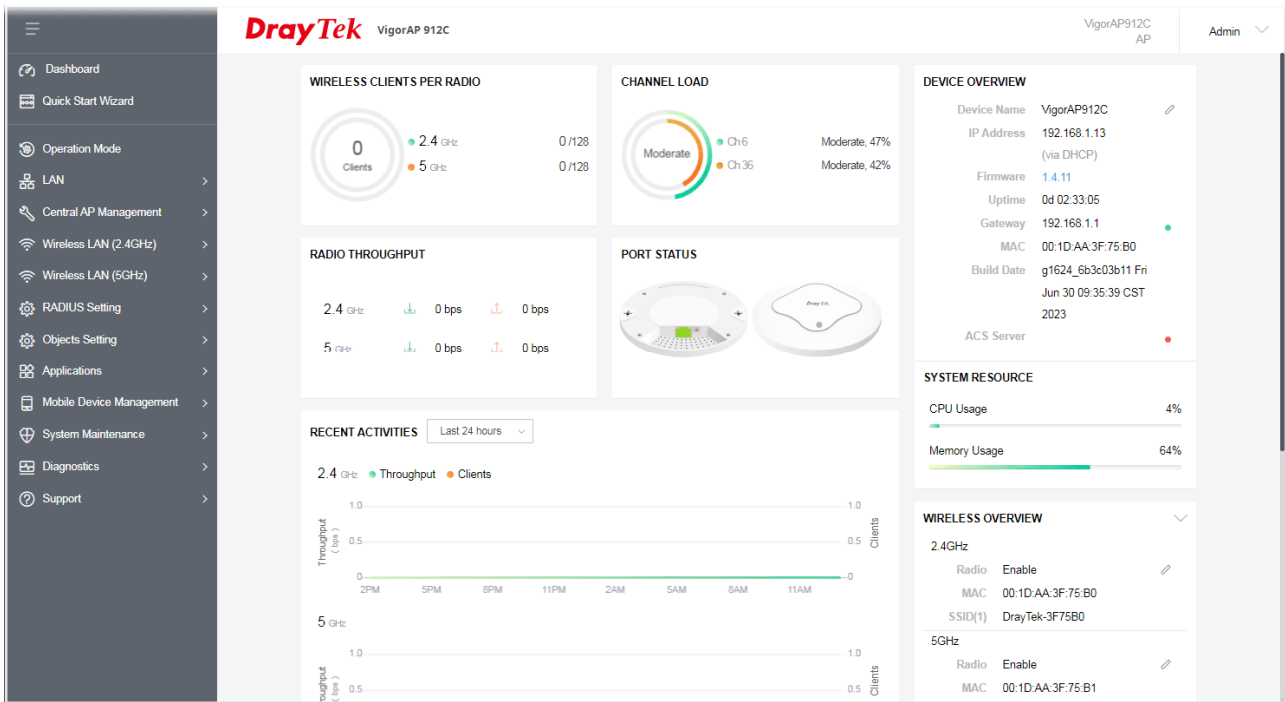 DrayTek VigorAP 912C
VigorAP912C
AP
Admin
Dashboard
Quick Start Wizard
Operation Mode
LAN
Central AP Management
Wireless LAN (2.4GHz)
Wireless LAN (5GHz)
RADIUS Setting
Objects Setting
Applications
Mobile Device Management
System Maintenance
Diagnostics
Support
WIRELESS CLIENTS PER RADIO
0
Clients
2.4 GHz 0 /128
5 GHz 0 /128
CHANNEL LOAD
Moderate
Ch 6 Moderate, 47%
Ch 36 Moderate, 42%
RADIO THROUGHPUT
2.4 GHz 0 bps 0 bps
5 GHz 0 bps 0 bps
PORT STATUS
Dray Tek
RECENT ACTIVITIES Last 24 hours
2.4 GHz Throughput Clients
1.0 1.0
0.5 0.5
0 0
Throughput
( bps )
Clients
2PM 5PM 8PM 11PM 2AM 5AM 8AM 11AM
5 GHz
1.0 1.0
0.5 0.5
Clients
DEVICE OVERVIEW
Device Name VigorAP912C
IP Address 192.168.1.13
(via DHCP)
Firmware 1.4.11
Uptime 0d 02:33:05
Gateway 192.168.1.1
MAC 00:1D:AA:3F:75:B0
Build Date g1624_6b3c03b11 Fri
Jun 30 09:35:39 CST
2023
ACS Server
SYSTEM RESOURCE
CPU Usage 4%
Memory Usage 64%
WIRELESS OVERVIEW
2.4GHz
Radio Enable
MAC 00:1D:AA:3F:75:B0
SSID(1) DrayTek-3F75B0
5GHz
Radio Enable
MAC 00:1D:AA:3F:75:B1